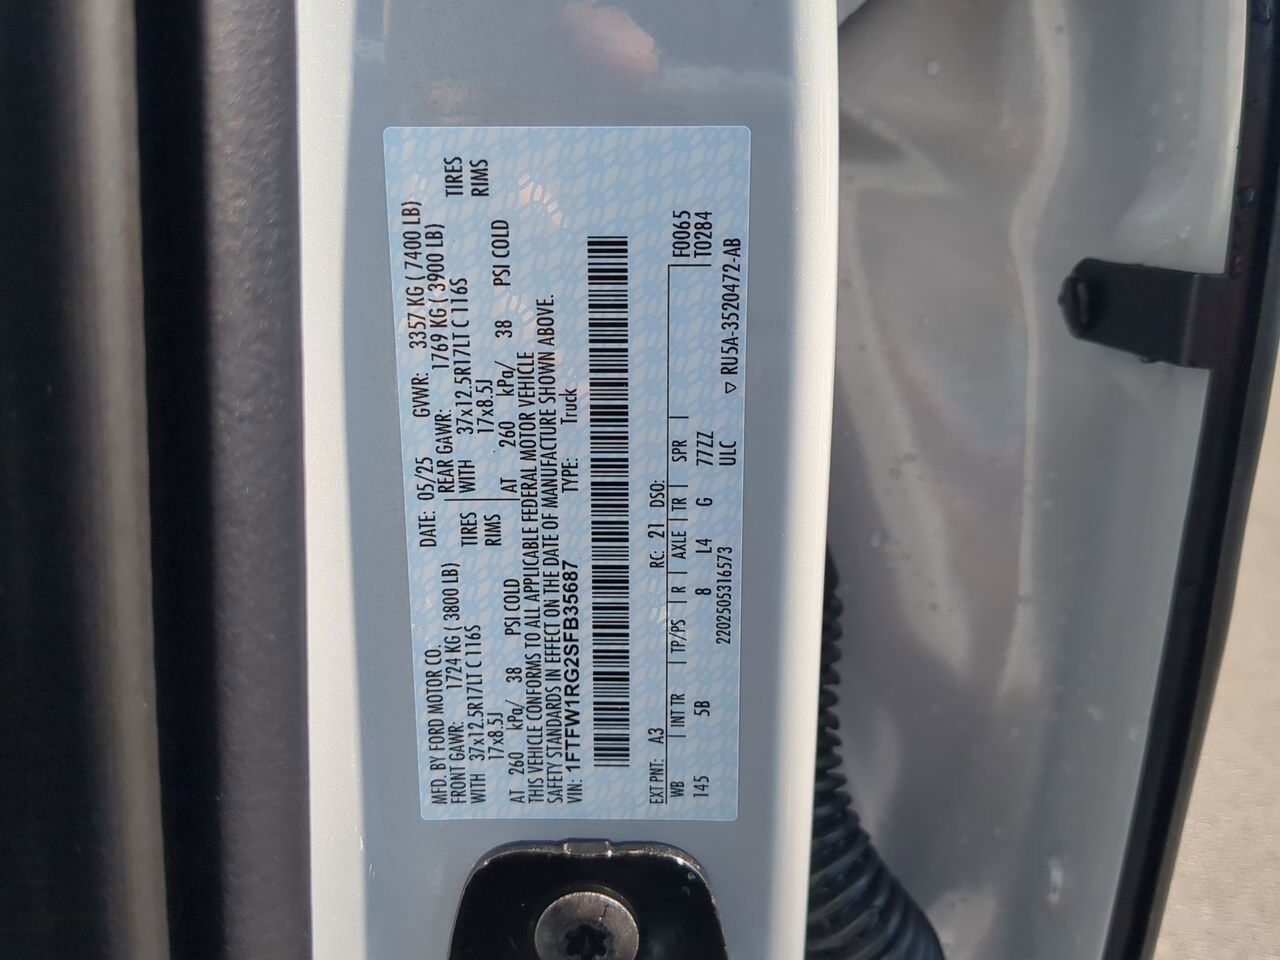 MFD. BY FORD MOTOR CO. DATE: 05/25 GVWR: 3357 KG ( 7400 LB)
FRONT GAWR: 1724 KG ( 3800 LB) REAR GAWR: 1769 KG ( 3900 LB)
WITH 37x12.5R17LT C 116S TIRES WITH 37x12.5R17LT C 116S TIRES
17x8.5J RIMS 17x8.5J RIMS
AT 260 kPa/ 38 PSI COLD AT 260 kPa/ 38 PSI COLD
THIS VEHICLE CONFORMS TO ALL APPLICABLE FEDERAL MOTOR VEHICLE
SAFETY STANDARDS IN EFFECT ON THE DATE OF MANUFACTURE SHOWN ABOVE.
VIN: 1FTFW1RG2SFB35687 TYPE: Truck
EXT PNT: A3 RC: 21 DSO: F0065
WB INT TR TP/PS R AXLE TR SPR T0284
145 5B 8 L4 G 77ZZ
2202505316573 ULC ▽ RU5A-3520472-AB